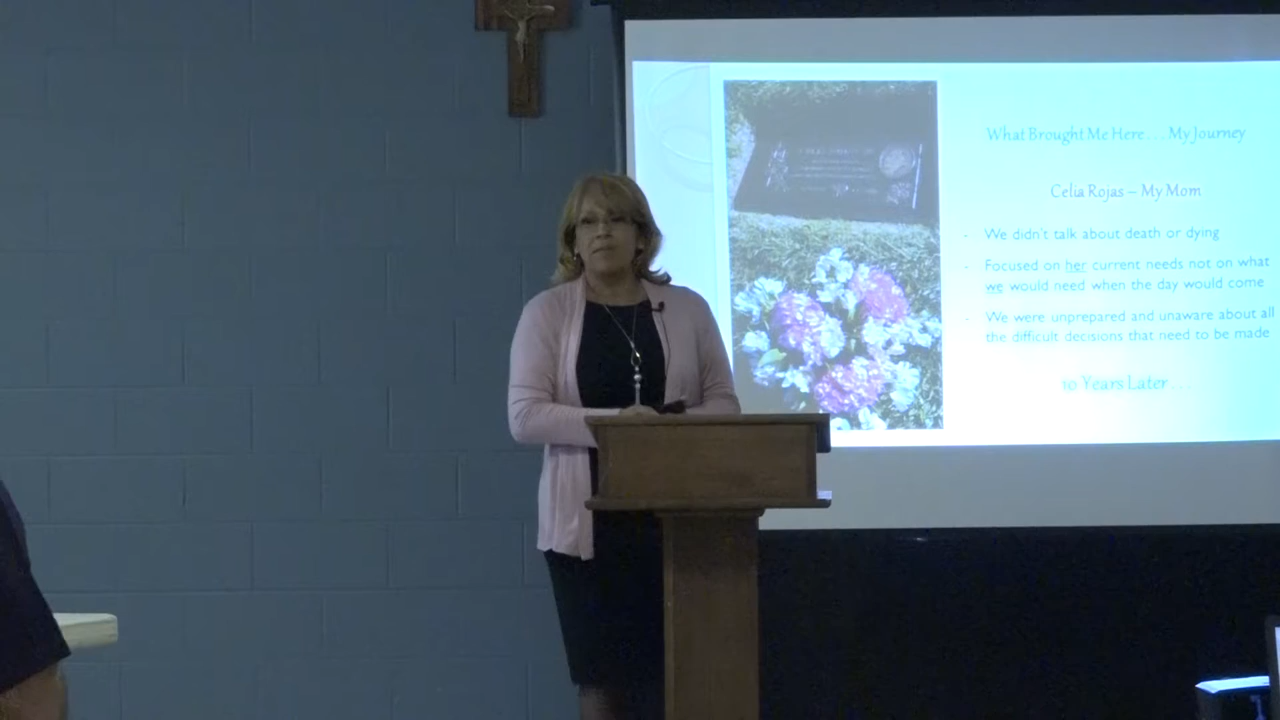 What Brought Me Here . . . My Journey
Celia Rojas – My Mom
- We didn't talk about death or dying
- Focused on her current needs not on what
we would need when the day would come
- We were unprepared and unaware about all
the difficult decisions that need to be made
10 Years Later . . .